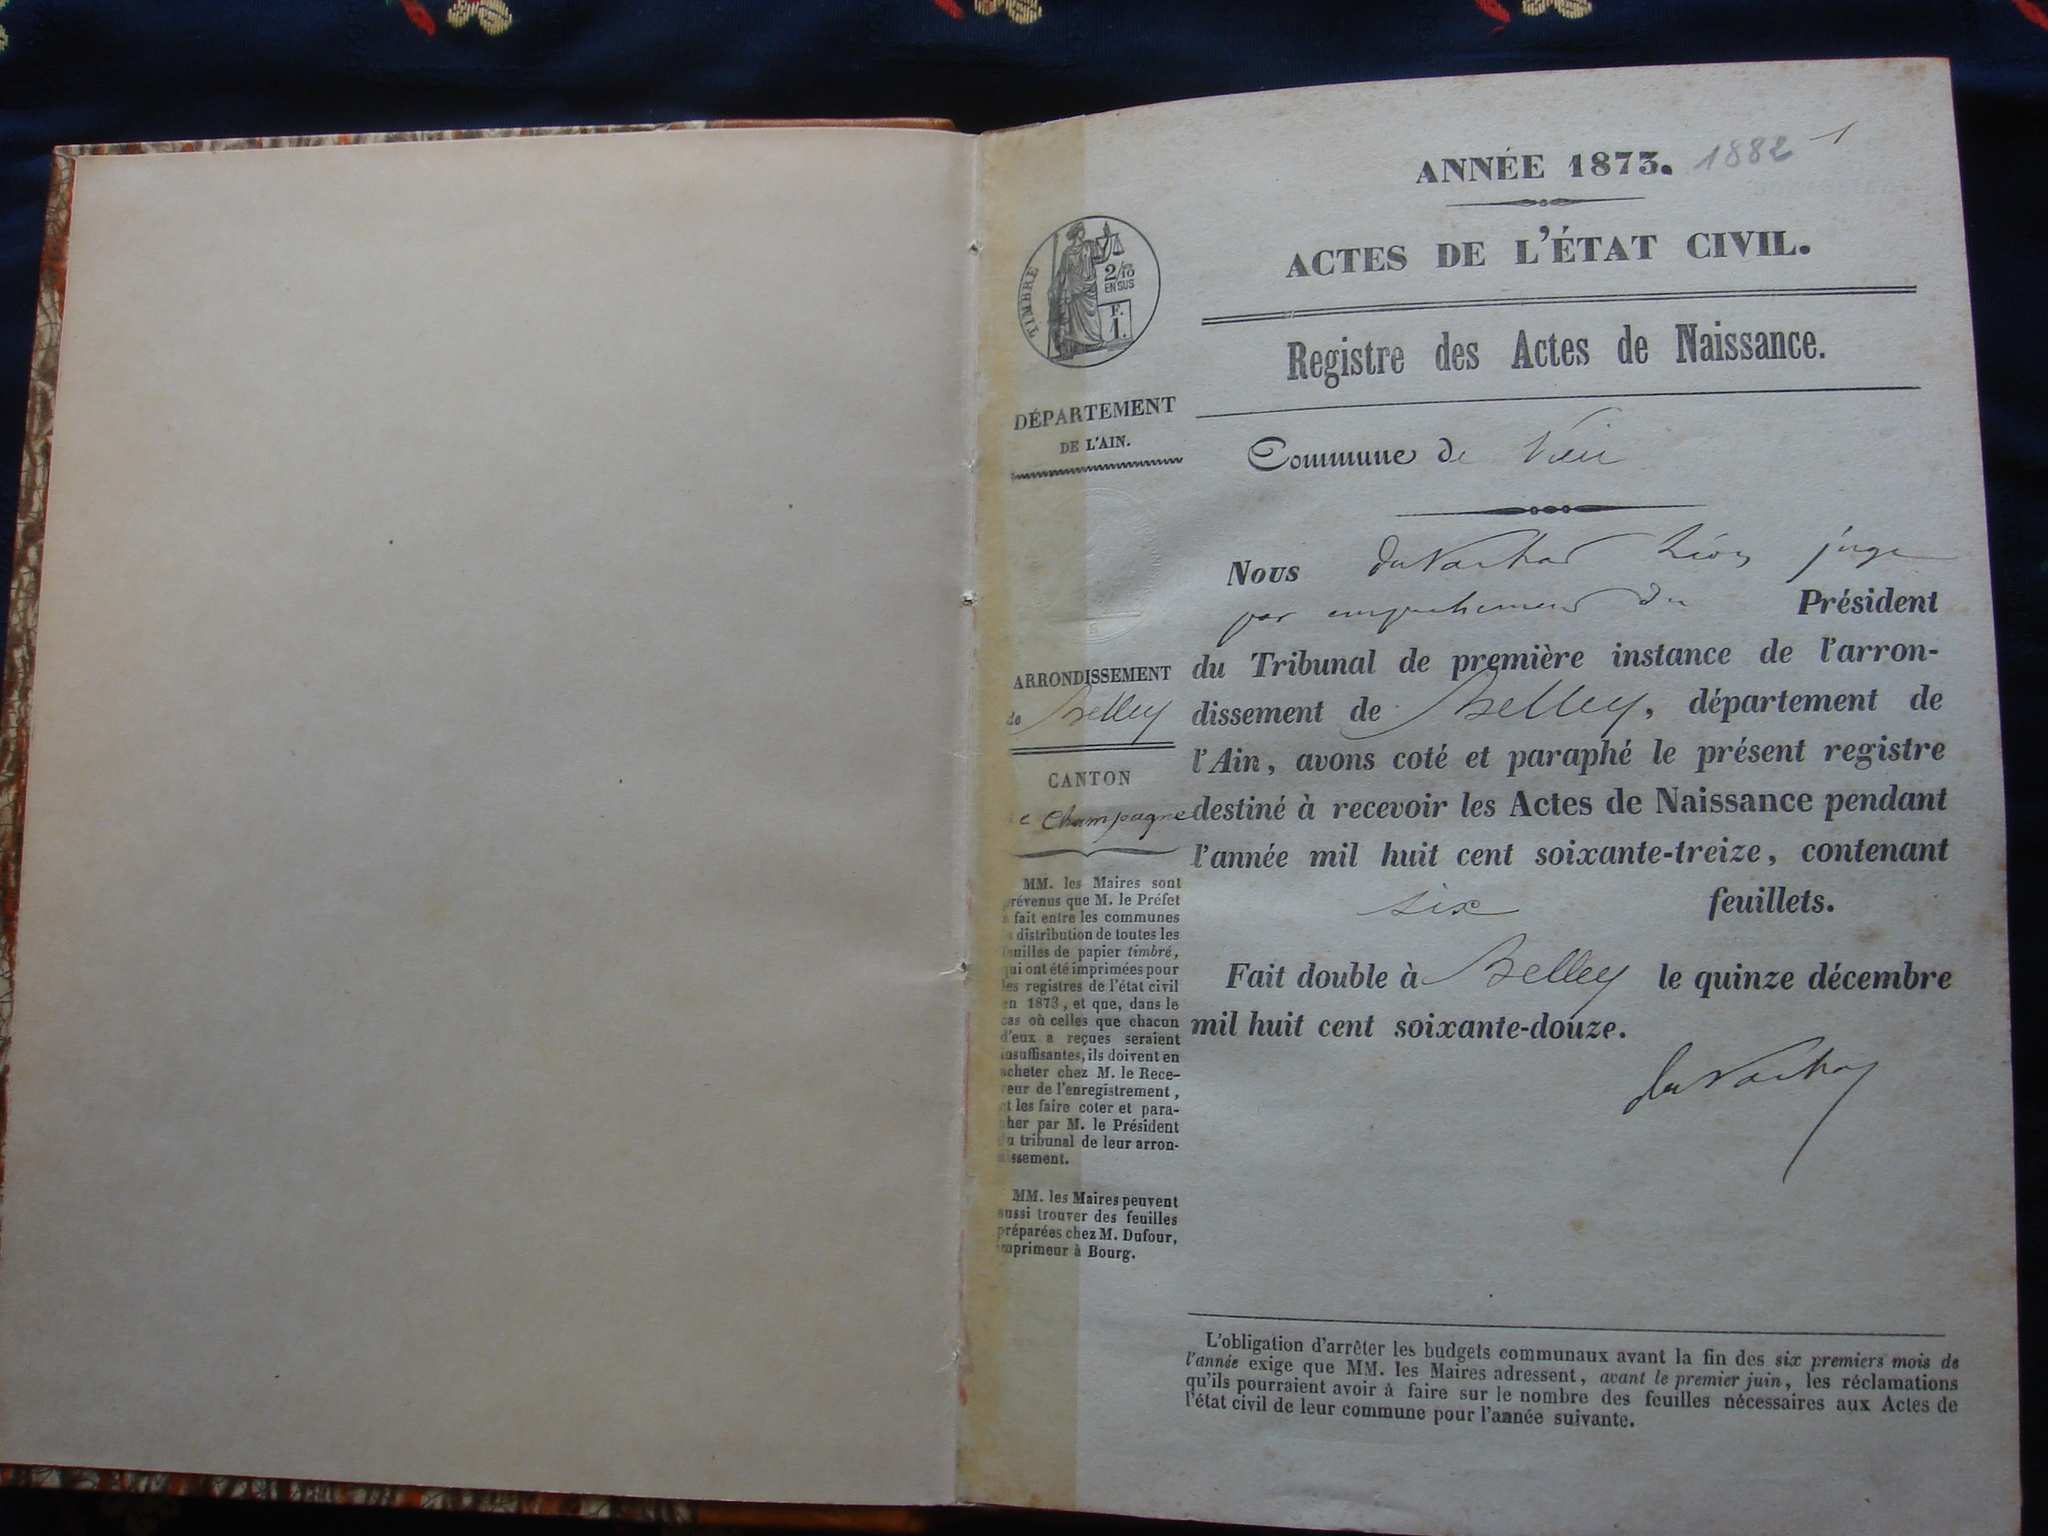 ANNÉE 1873. 1882 1
ACTES DE L'ÉTAT CIVIL.
Registre des Actes de Naissance.
Commune de Vieu
TIMBRE
2/10
EN SUS
F.
1.
DÉPARTEMENT
DE L'AIN.
ARRONDISSEMENT
de Belley
CANTON
e Champagne
MM. les Maires sont
prévenus que M. le Préfet
a fait entre les communes
la distribution de toutes les
feuilles de papier timbré,
qui ont été imprimées pour
les registres de l'état civil
en 1873, et que, dans le
cas où celles que chacun
d'eux a reçues seraient
insuffisantes, ils doivent en
acheter chez M. le Rece-
veur de l'enregistrement,
et les faire coter et para-
pher par M. le Président
du tribunal de leur arron-
dissement.
MM. les Maires peuvent
aussi trouver des feuilles
préparées chez M. Dufour,
imprimeur à Bourg.
Nous Léon juge
par empêchement du Président
du Tribunal de première instance de l'arron-
dissement de Belley, département de
l'Ain, avons coté et paraphé le présent registre
destiné à recevoir les Actes de Naissance pendant
l'année mil huit cent soixante-treize, contenant
six feuillets.
Fait double à Belley le quinze décembre
mil huit cent soixante-douze.
L'obligation d'arrêter les budgets communaux avant la fin des six premiers mois de
l'année exige que MM. les Maires adressent, avant le premier juin, les réclamations
qu'ils pourraient avoir à faire sur le nombre des feuilles nécessaires aux Actes de
l'état civil de leur commune pour l'année suivante.